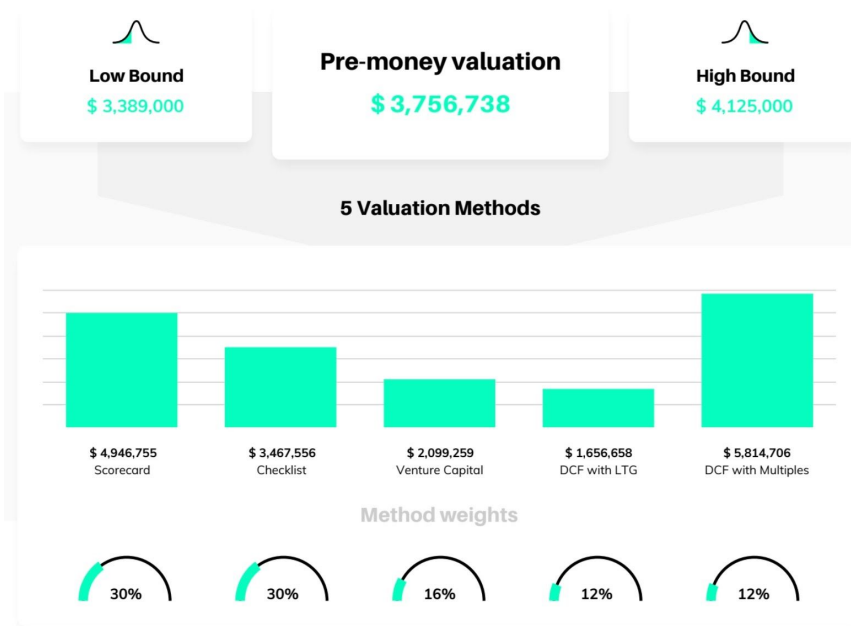 Low Bound
$ 3,389,000
Pre-money valuation
$ 3,756,738
High Bound
$ 4,125,000
5 Valuation Methods
$ 4,946,755
Scorecard
$ 3,467,556
Checklist
$ 2,099,259
Venture Capital
$ 1,656,658
DCF with LTG
$ 5,814,706
DCF with Multiples
Method weights
30%
30%
16%
12%
12%